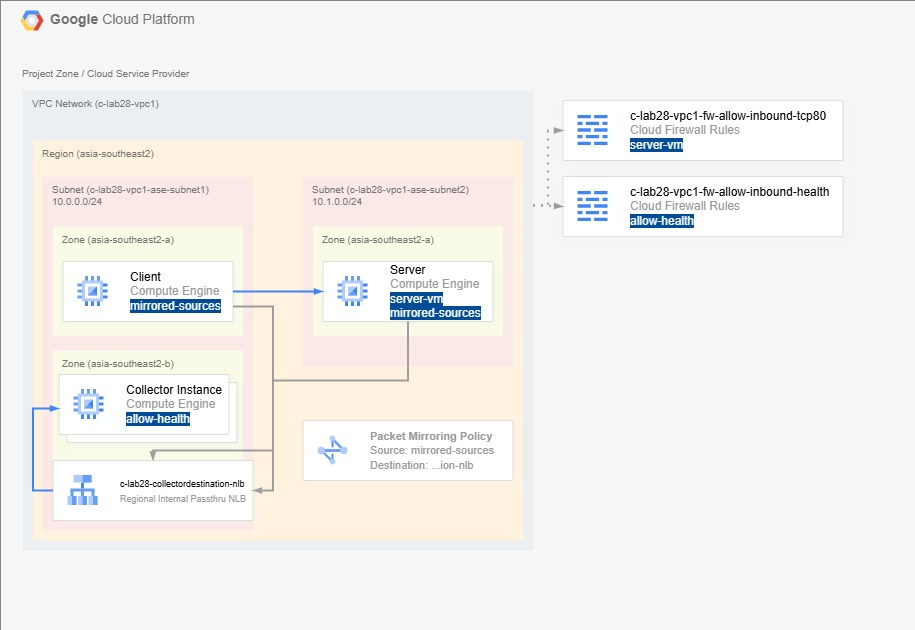 Google Cloud Platform
Project Zone / Cloud Service Provider
VPC Network (c-lab28-vpc1)
Region (asia-southeast2)
Subnet (c-lab28-vpc1-ase-subnet1)
10.0.0.0/24
Zone (asia-southeast2-a)
Client
Compute Engine
mirrored-sources
Zone (asia-southeast2-b)
Collector Instance
Compute Engine
allow-health
c-lab28-collectordestination-nlb
Regional Internal Passthru NLB
Subnet (c-lab28-vpc1-ase-subnet2)
10.1.0.0/24
Zone (asia-southeast2-a)
Server
Compute Engine
server-vm
mirrored-sources
Packet Mirroring Policy
Source: mirrored-sources
Destination: ...ion-nlb
c-lab28-vpc1-fw-allow-inbound-tcp80
Cloud Firewall Rules
server-vm
c-lab28-vpc1-fw-allow-inbound-health
Cloud Firewall Rules
allow-health